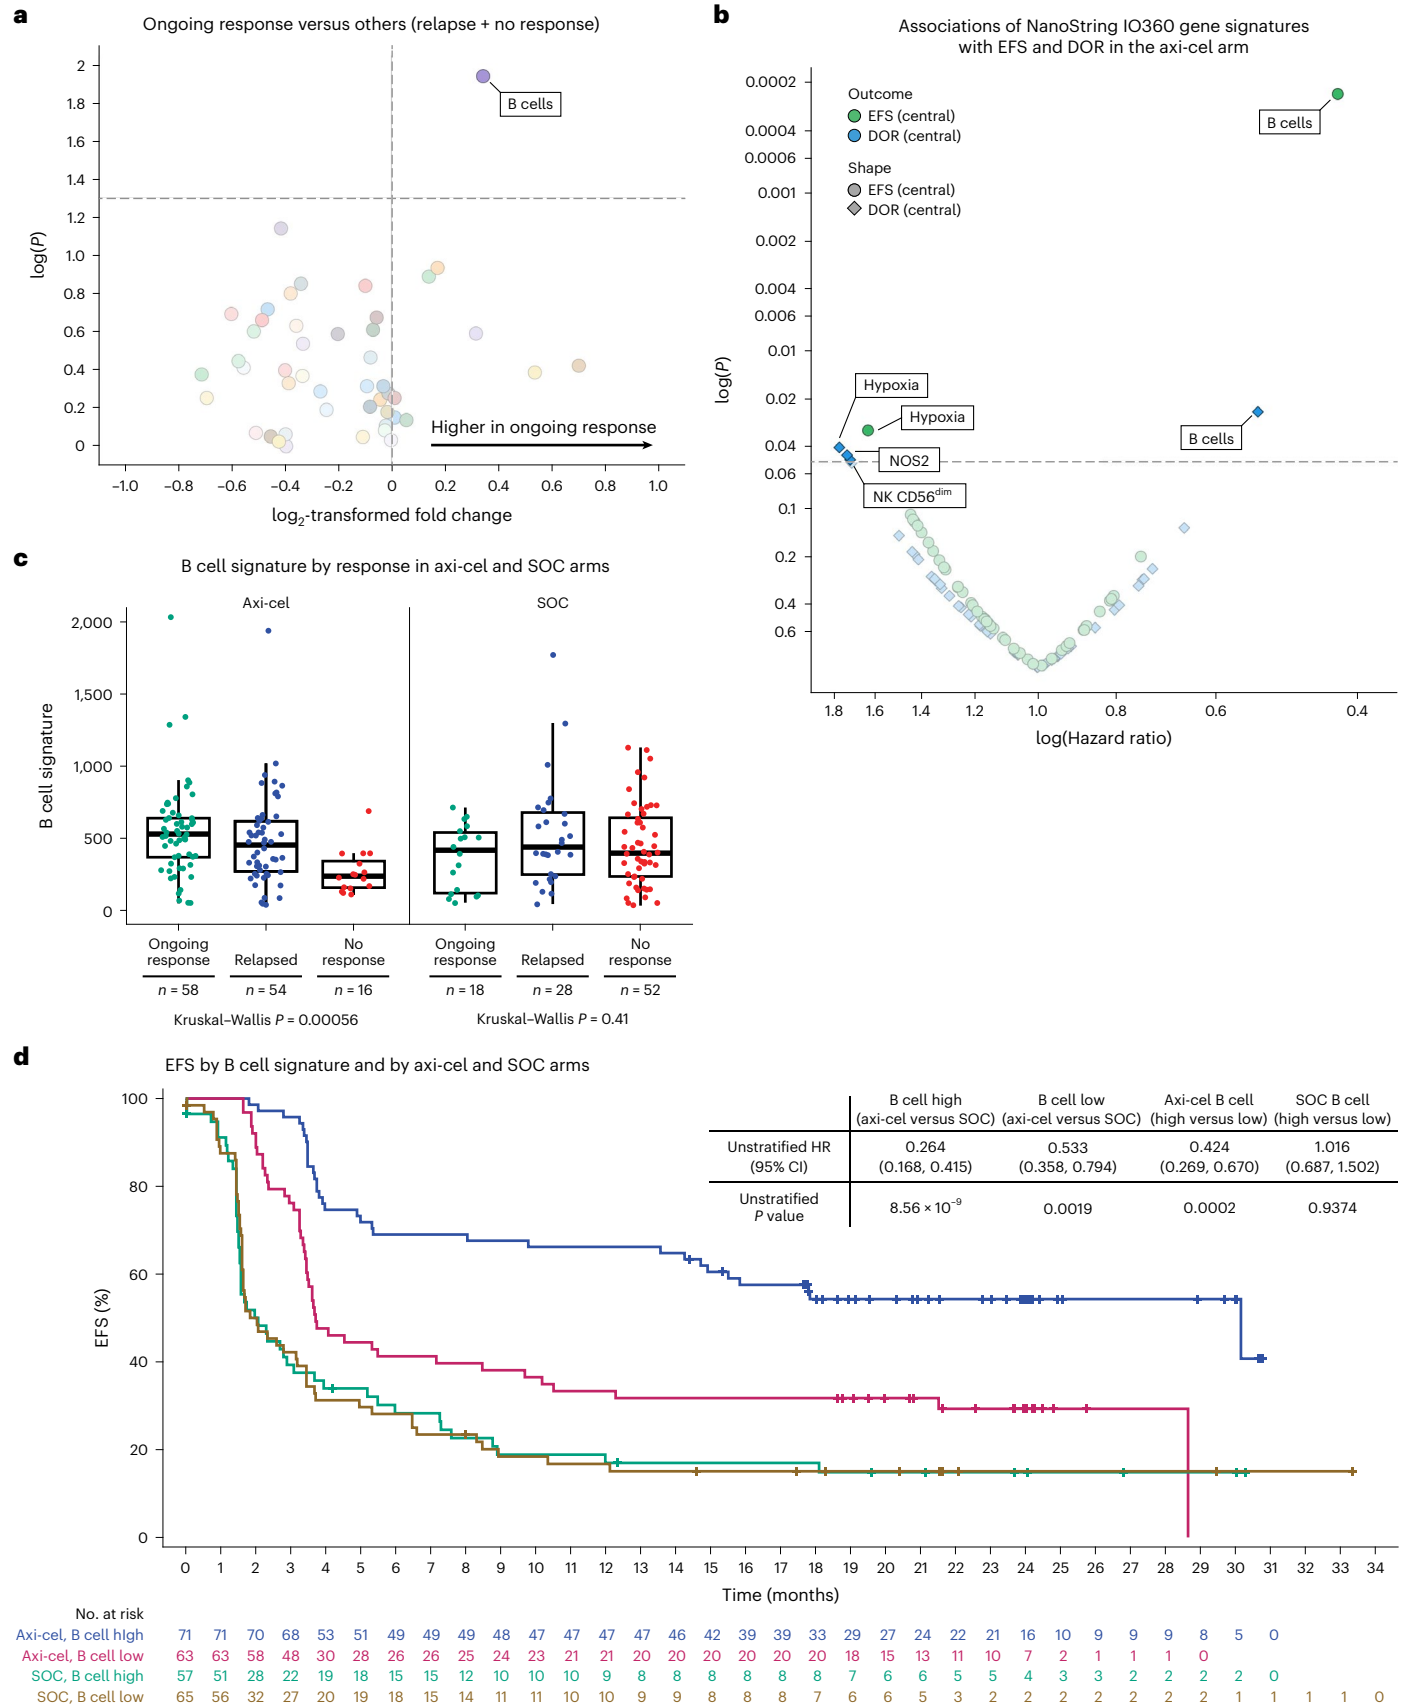 a
Ongoing response versus others (relapse + no response)
log(P)
2
1.8
1.6
1.4
1.2
1.0
0.8
0.6
0.4
0.2
0
B cells
Higher in ongoing response
−1.0 −0.8 −0.6 −0.4 −0.2 0 0.2 0.4 0.6 0.8 1.0
log2-transformed fold change
b
Associations of NanoString IO360 gene signatures
with EFS and DOR in the axi-cel arm
log(P)
0.0002
0.0004
0.0006
0.001
0.002
0.004
0.006
0.01
0.02
0.04
0.06
0.1
0.2
0.4
0.6
Outcome
EFS (central)
DOR (central)
Shape
EFS (central)
DOR (central)
B cells
Hypoxia
Hypoxia
B cells
NOS2
NK CD56dim
1.8 1.6 1.4 1.2 1.0 0.8 0.6 0.4
log(Hazard ratio)
c
B cell signature by response in axi-cel and SOC arms
Axi-cel SOC
B cell signature
2,000
1,500
1,000
500
0
Ongoing
response
Relapsed
No
response
Ongoing
response
Relapsed
No
response
n = 58 n = 54 n = 16 n = 18 n = 28 n = 52
Kruskal–Wallis P = 0.00056 Kruskal–Wallis P = 0.41
d
EFS by B cell signature and by axi-cel and SOC arms
EFS (%)
100
80
60
40
20
0
B cell high B cell low Axi-cel B cell SOC B cell
(axi-cel versus SOC) (axi-cel versus SOC) (high versus low) (high versus low)
Unstratified HR 0.264 0.533 0.424 1.016
(95% CI) (0.168, 0.415) (0.358, 0.794) (0.269, 0.670) (0.687, 1.502)
Unstratified
P value
8.56 × 10−9 0.0019 0.0002 0.9374
0 1 2 3 4 5 6 7 8 9 10 11 12 13 14 15 16 17 18 19 20 21 22 23 24 25 26 27 28 29 30 31 32 33 34
Time (months)
No. at risk
Axi-cel, B cell hIgh 71 71 70 68 53 51 49 49 49 48 47 47 47 47 46 42 39 39 33 29 27 24 22 21 16 10 9 9 9 8 5 0
Axi-cel, B cell low 63 63 58 48 30 28 26 26 25 24 23 21 21 20 20 20 20 20 20 18 15 13 11 10 7 2 1 1 1 0
SOC, B cell high 57 51 28 22 19 18 15 15 12 10 10 10 9 8 8 8 8 8 8 7 6 6 5 5 4 3 3 2 2 2 2 0
SOC, B cell low 65 56 32 27 20 19 18 15 14 11 11 10 10 9 9 8 8 8 7 6 6 5 3 2 2 2 2 2 2 2 1 1 1 1 0